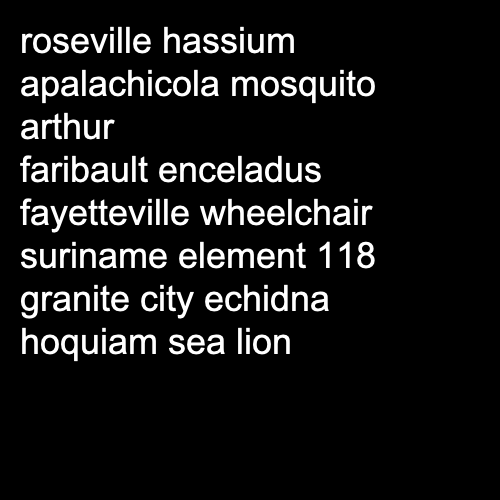 roseville hassium
apalachicola mosquito
arthur
faribault enceladus
fayetteville wheelchair
suriname element 118
granite city echidna
hoquiam sea lion